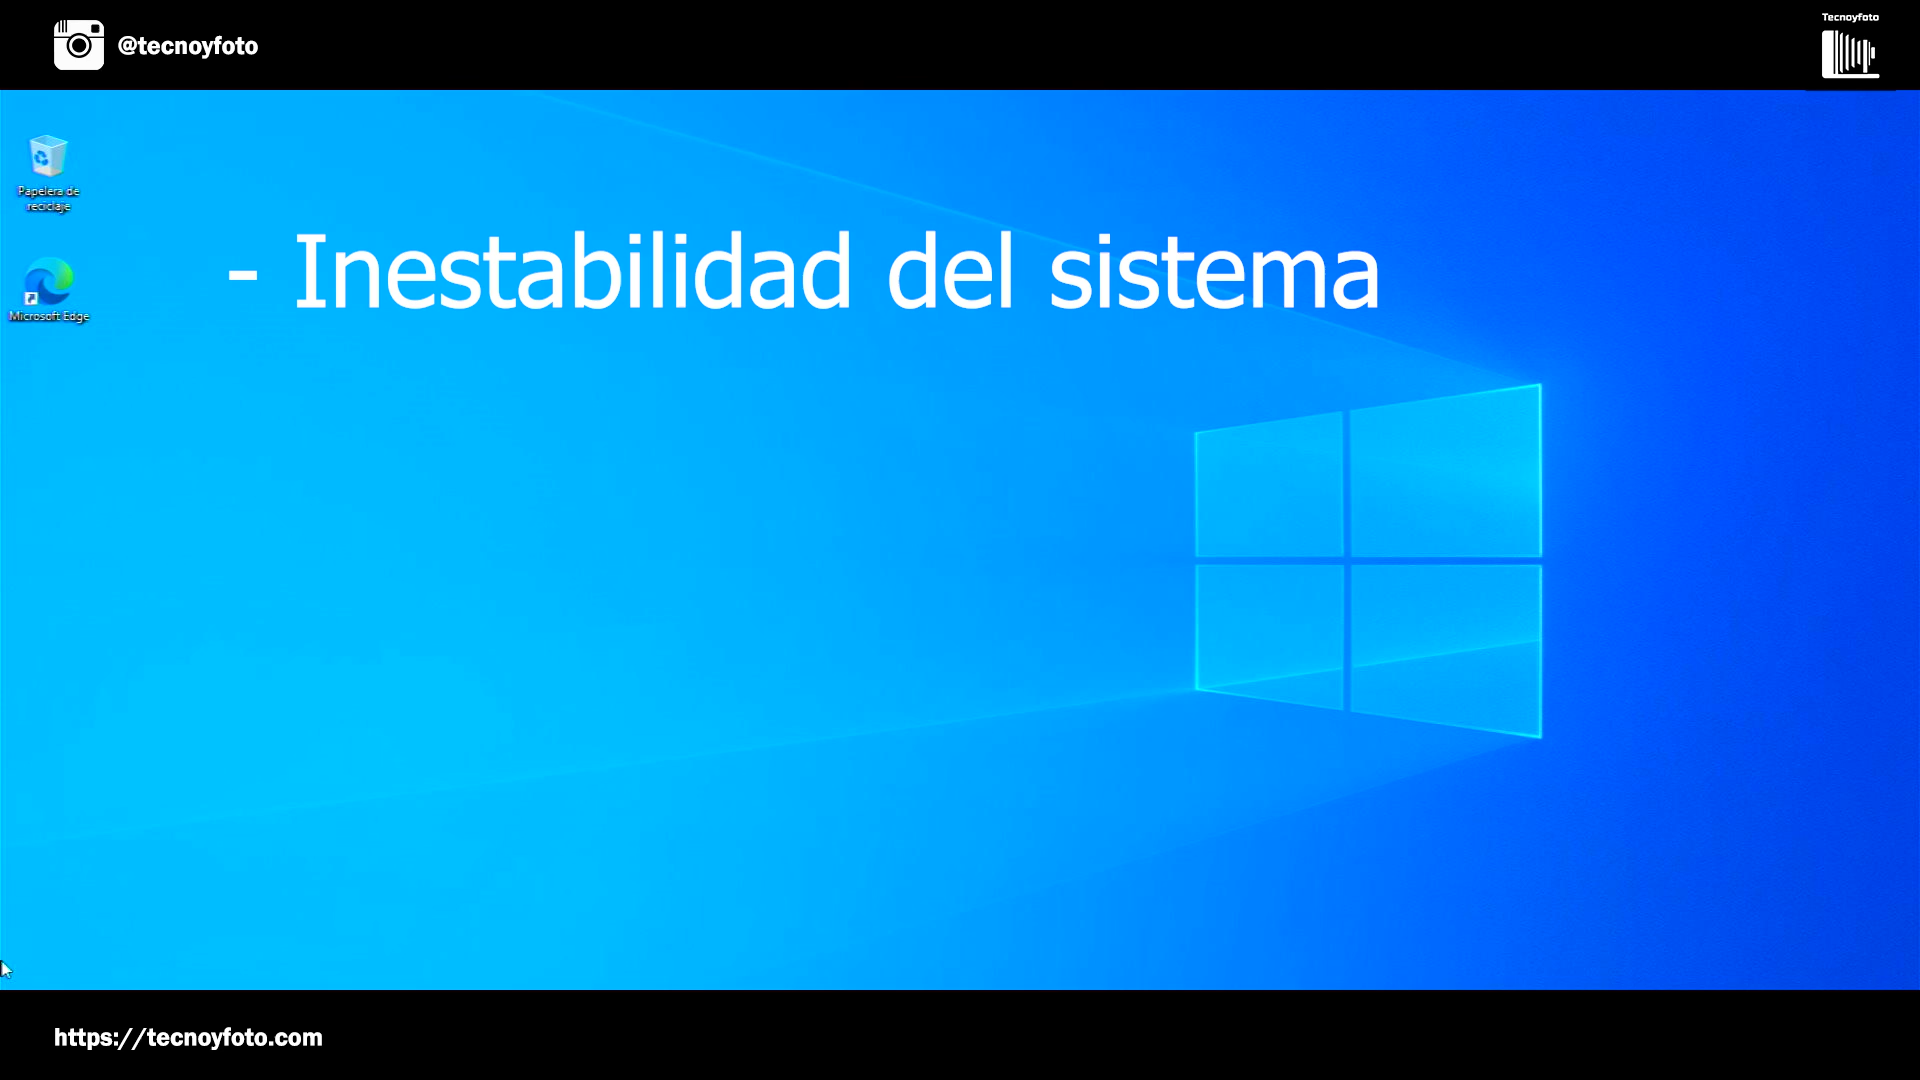 @tecnoyfoto
Tecnoyfoto
Papelera de
reciclaje
- Inestabilidad del sistema
Microsoft Edge
https://tecnoyfoto.com